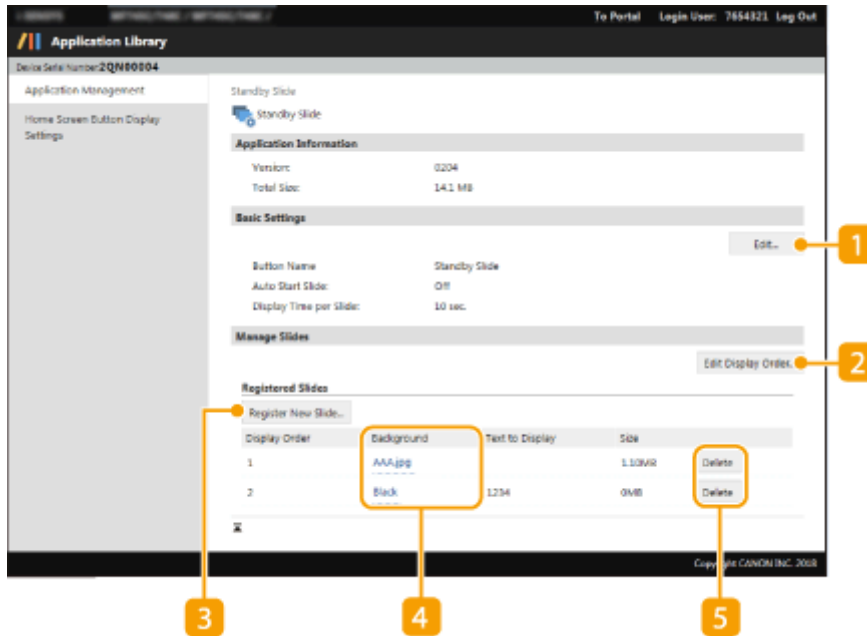 To Portal Login User: 7654321 Log Out
Application Library
Device Serial Number:2QN00004
Application Management
Home Screen Button Display
Settings
Standby Slide
Standby Slide
Application Information
Version: 0204
Total Size: 14.1 MB
Basic Settings
Edit...
1
Button Name Standby Slide
Auto Start Slide: Off
Display Time per Slide: 10 sec.
Manage Slides
Edit Display Order.
2
Registered Slides
Register New Slide...
Display Order Background Text to Display Size
1 AAA.jpg 1.10MB Delete
2 Black 1234 0MB Delete
CANON INC. 2018
3 4 5